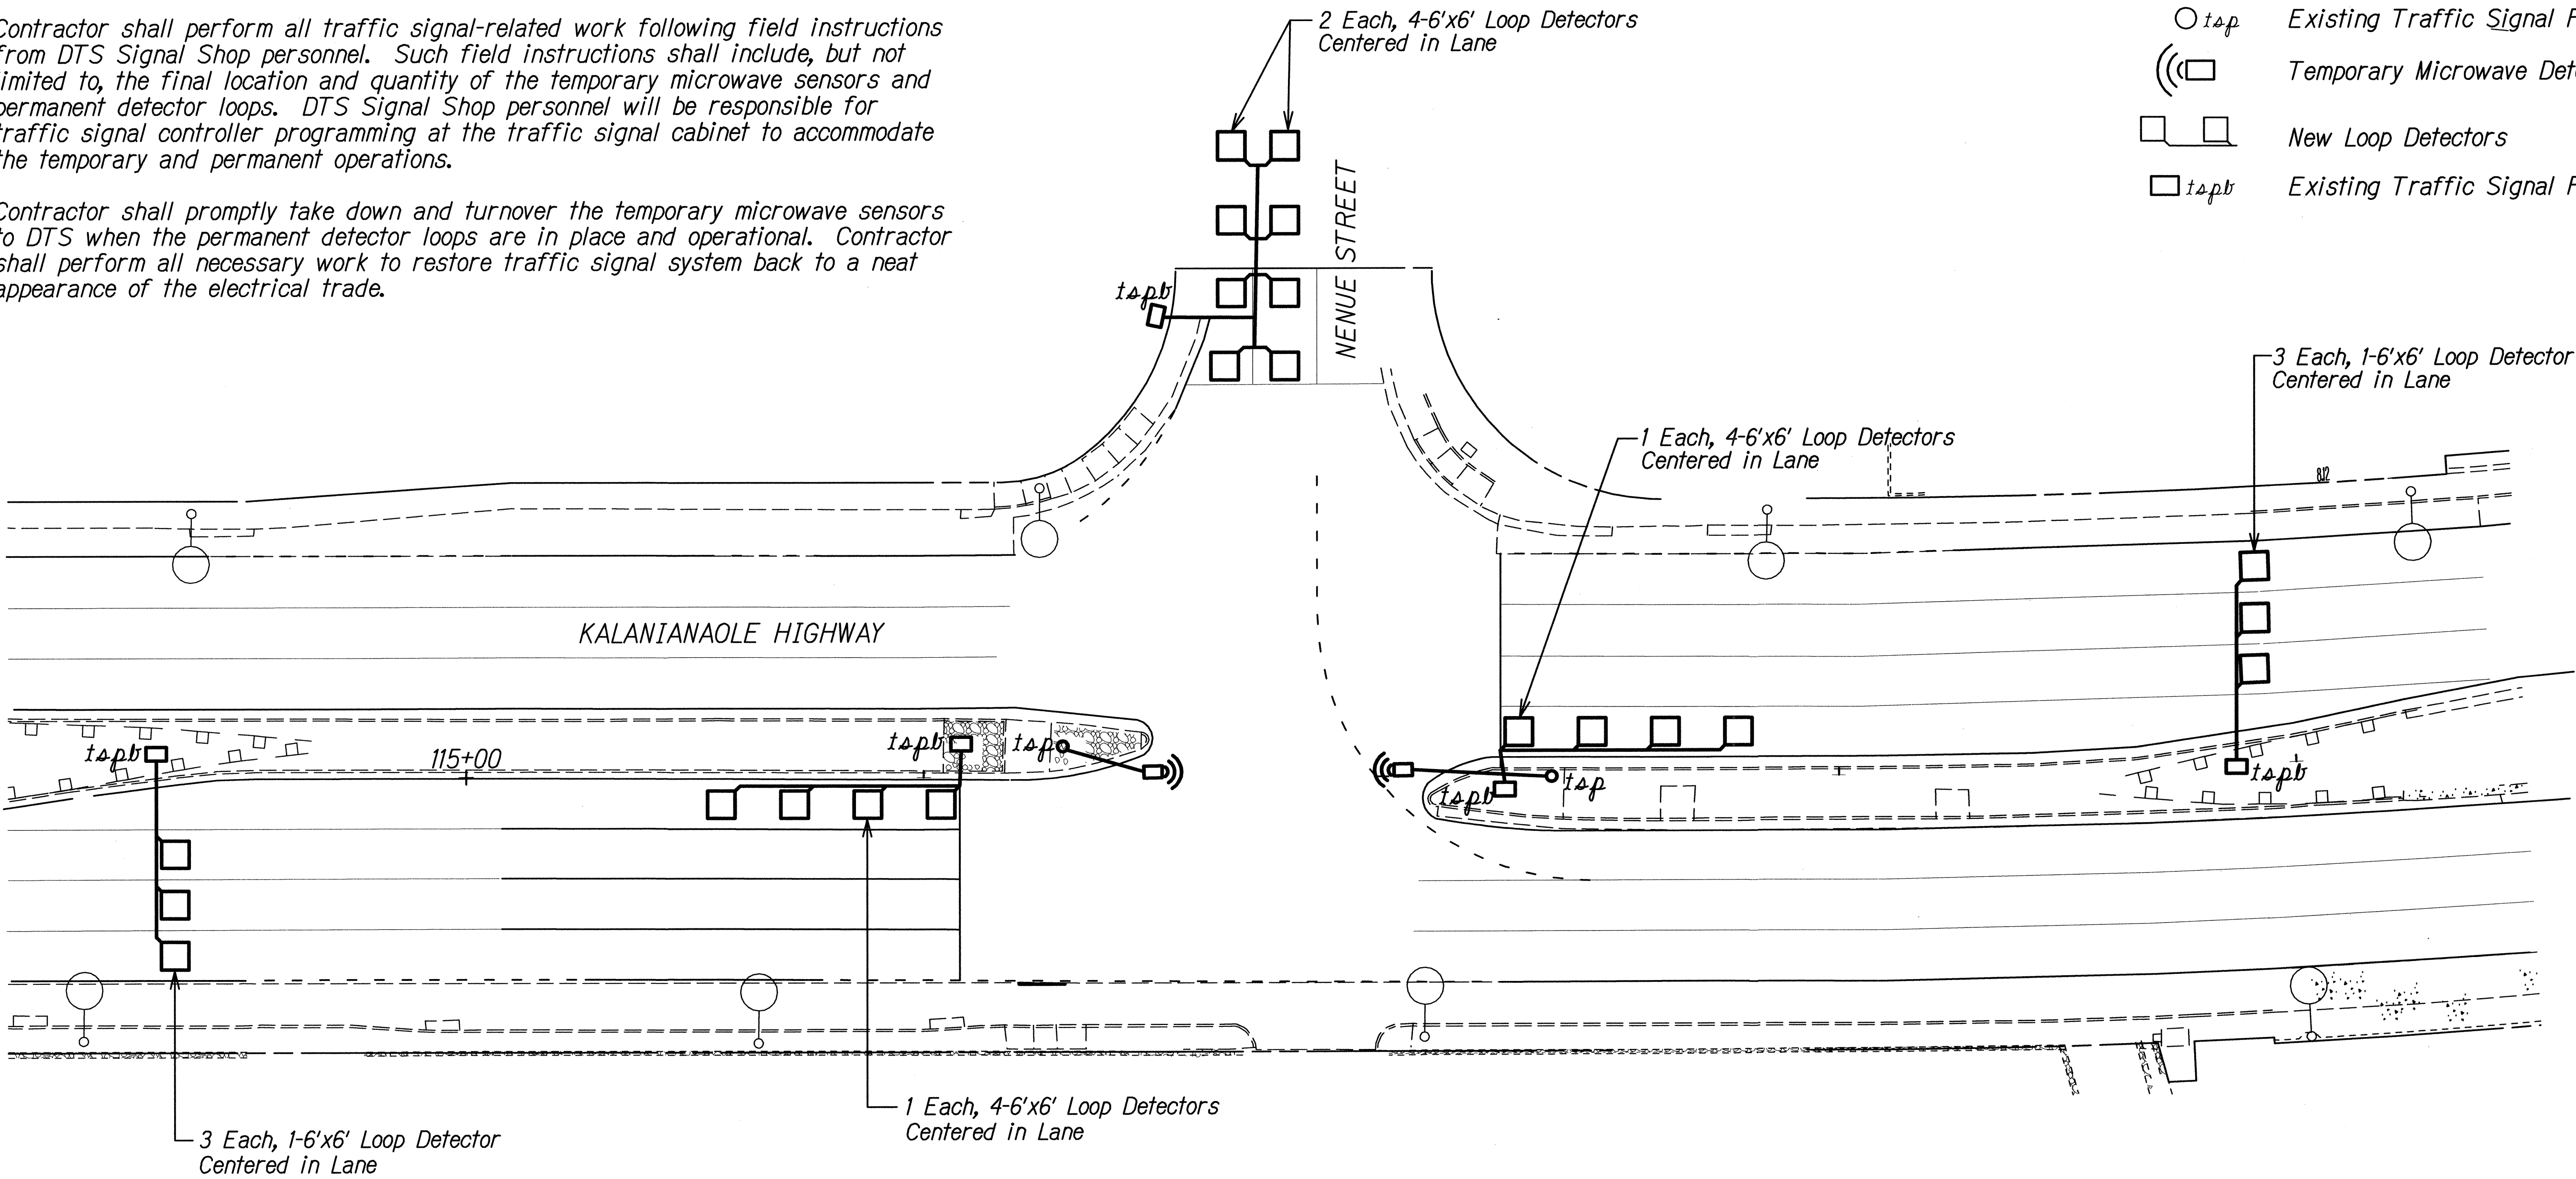 Contractor shall perform all traffic signal-related work following field instructions
from DTS Signal Shop personnel. Such field instructions shall include, but not
limited to, the final location and quantity of the temporary microwave sensors and
permanent detector loops. DTS Signal Shop personnel will be responsible for
traffic signal controller programming at the traffic signal cabinet to accommodate
the temporary and permanent operations.
Contractor shall promptly take down and turnover the temporary microwave sensors
to DTS when the permanent detector loops are in place and operational. Contractor
shall perform all necessary work to restore traffic signal system back to a neat
appearance of the electrical trade.
2 Each, 4-6'x6' Loop Detectors
Centered in Lane
tsp Existing Traffic Signal
Temporary Microwave
New Loop Detectors
tspb Existing Traffic Signal
NENUE STREET
tspb
3 Each, 1-6'x6' Loop Detector
Centered in Lane
1 Each, 4-6'x6' Loop Detectors
Centered in Lane
KALANIANAOLE HIGHWAY
tspb
115+00
tspb
tsp
tspb
tsp
tspb
1 Each, 4-6'x6' Loop Detectors
Centered in Lane
3 Each, 1-6'x6' Loop Detector
Centered in Lane